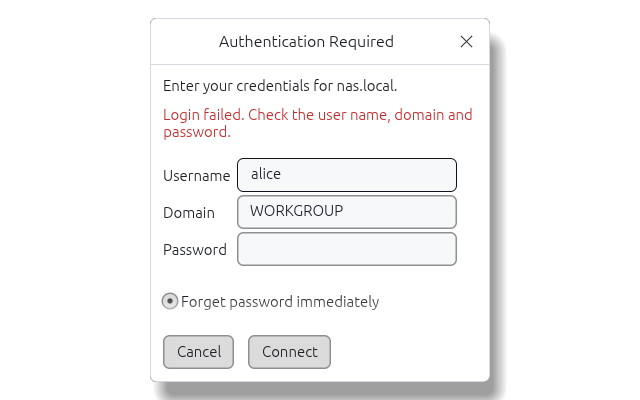 Authentication Required
Enter your credentials for nas.local.
Login failed. Check the user name, domain and
password.
Username alice
Domain WORKGROUP
Password
Forget password immediately
Cancel Connect